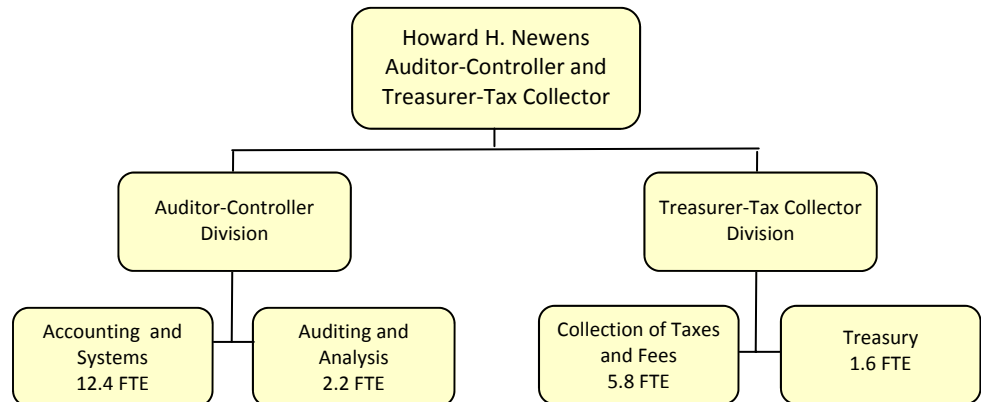 Howard H. Newens
Auditor-Controller and
Treasurer-Tax Collector
Auditor-Controller
Division
Treasurer-Tax Collector
Division
Accounting and
Systems
12.4 FTE
Auditing and
Analysis
2.2 FTE
Collection of Taxes
and Fees
5.8 FTE
Treasury
1.6 FTE